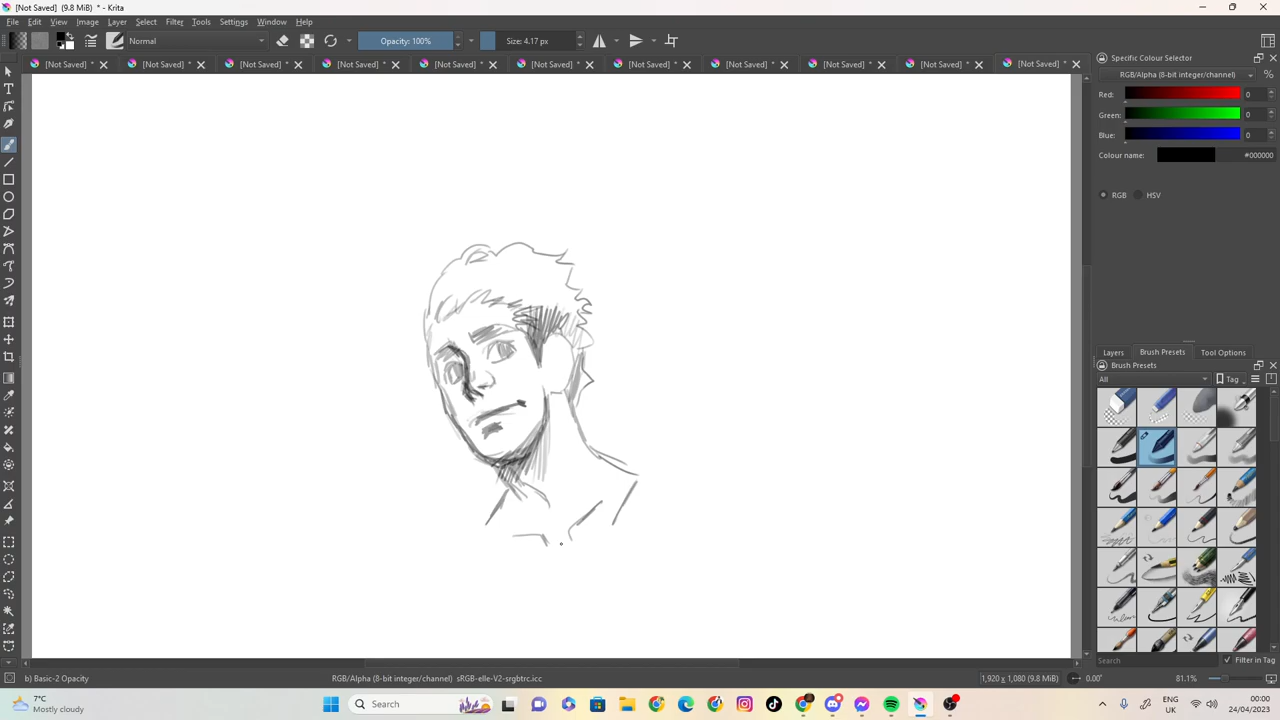 [Not Saved] (9.8 MiB) * - Krita
File Edit View Image Layer Select Filter Tools Settings Window Help
Normal Opacity: 100% Size: 4.17 px
[Not Saved] * [Not Saved] * [Not Saved] * [Not Saved] * [Not Saved] * [Not Saved] * [Not Saved] * [Not Saved] * [Not Saved] * [Not Saved] * [Not Saved] *
Specific Colour Selector
RGB/Alpha (8-bit integer/channel) %
Red: 0
Green: 0
Blue: 0
Colour name: #000000
RGB HSV
Layers Brush Presets Tool Options
Brush Presets
All Tag
Search Filter in Tag
b) Basic-2 Opacity RGB/Alpha (8-bit integer/channel) sRGB-elle-V2-srgbtrc.icc 1,920 x 1,080 (9.8 MiB) 0.00° 81.1%
7°C
Mostly cloudy
Search
ENG
UK
00:00
24/04/2023